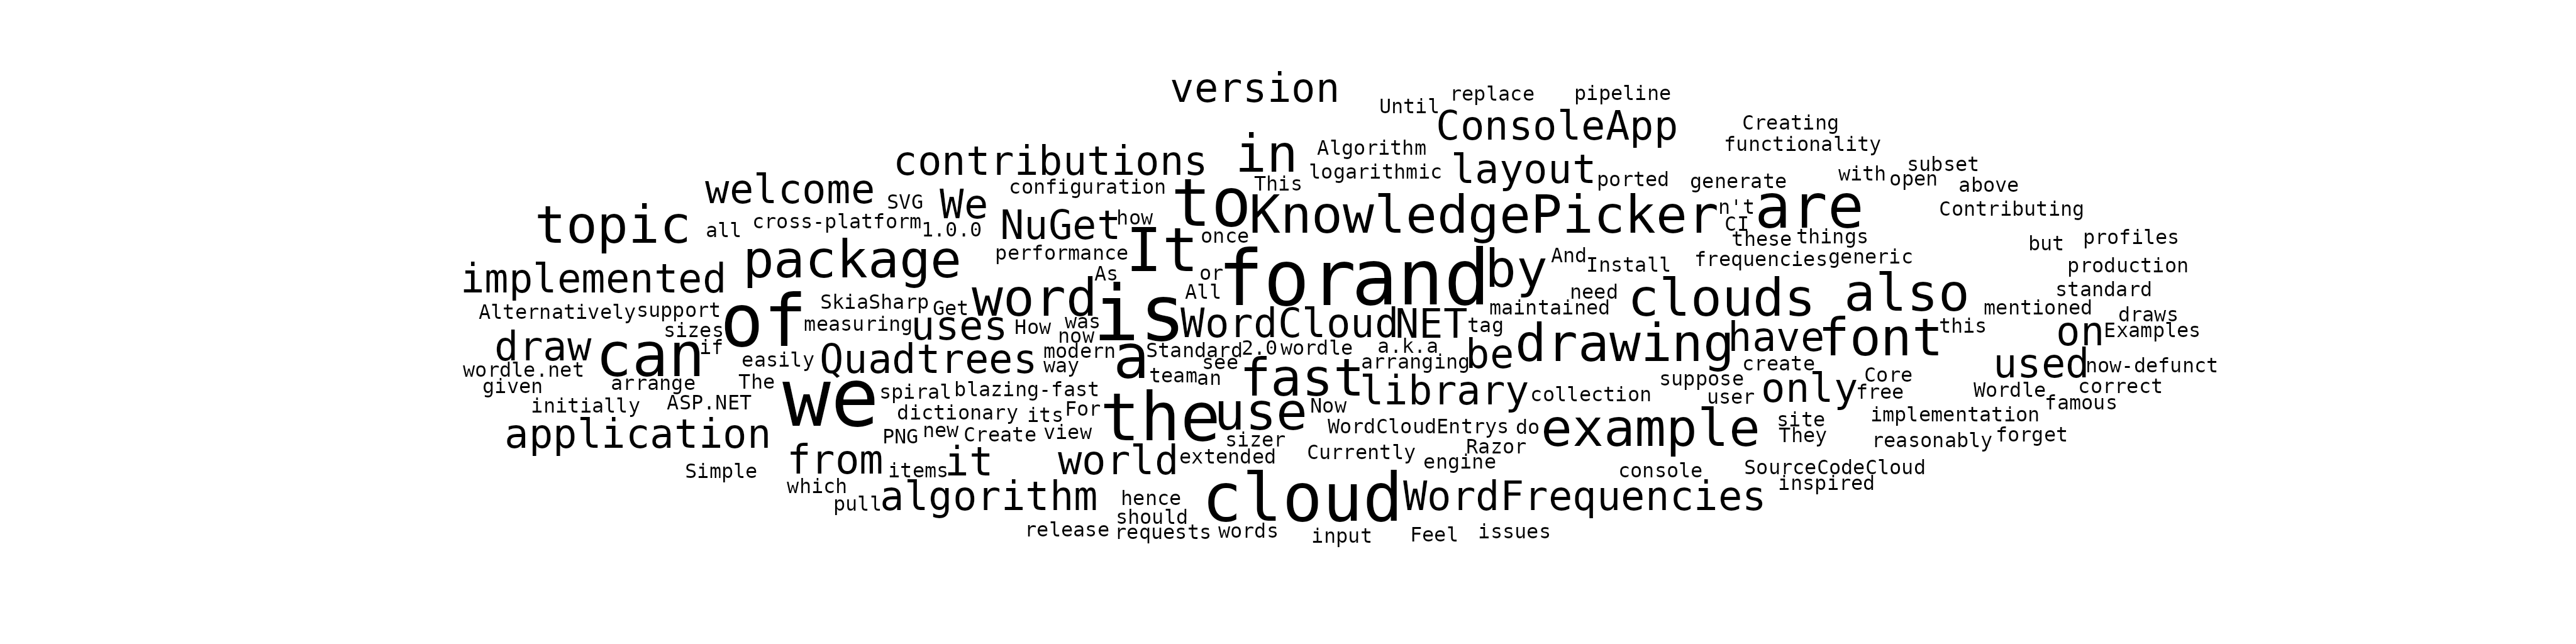 version
Until replace pipeline
ConsoleApp Creating
contributions in Algorithm functionality
logarithmic layout subset
welcome SVG We configuration to This ported generate with open above
topic all cross-platform 1.0.0 NuGet how KnowledgePicker n't CI are Contributing
package performance It once these things but profiles
implemented As or forand by And Install frequencies generic production
Alternatively support of SkiaSharp Get word is All need maintained clouds also mentioned standard
sizes measuring uses How was now WordCloud NET tag have font this on draws Examples
draw can if easily Quadtrees modern way a Standard 2.0 wordle a.k.a arranging be drawing used now-defunct
wordle.net given arrange The we spiral blazing-fast team an see fast library collection suppose create user only Core free Wordle correct
initially ASP.NET dictionary its For the use Now famous
application PNG new Create view sizer WordCloudEntrys do example site They implementation reasonably forget
Simple from items it world extended Currently engine Razor console SourceCodeCloud
which pull algorithm hence cloud WordFrequencies inspired
should
release requests words input Feel issues